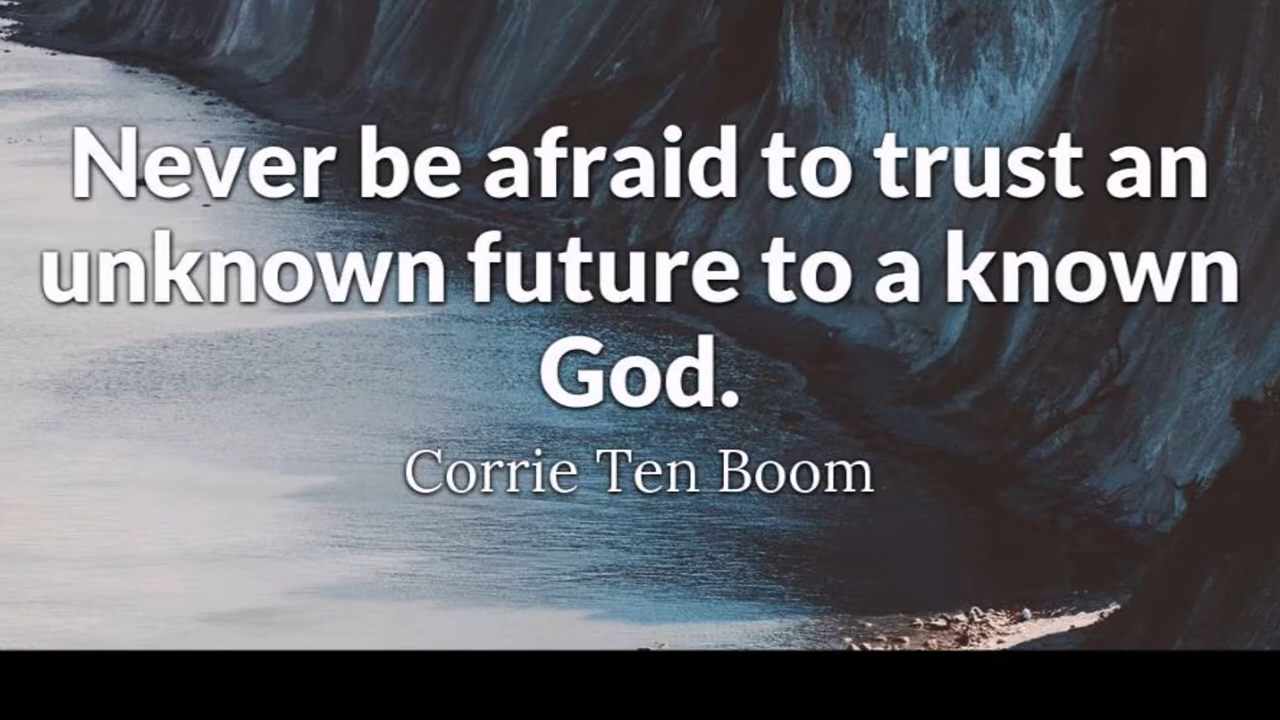 Never be afraid to trust an
unknown future to a known
God.
Corrie Ten Boom